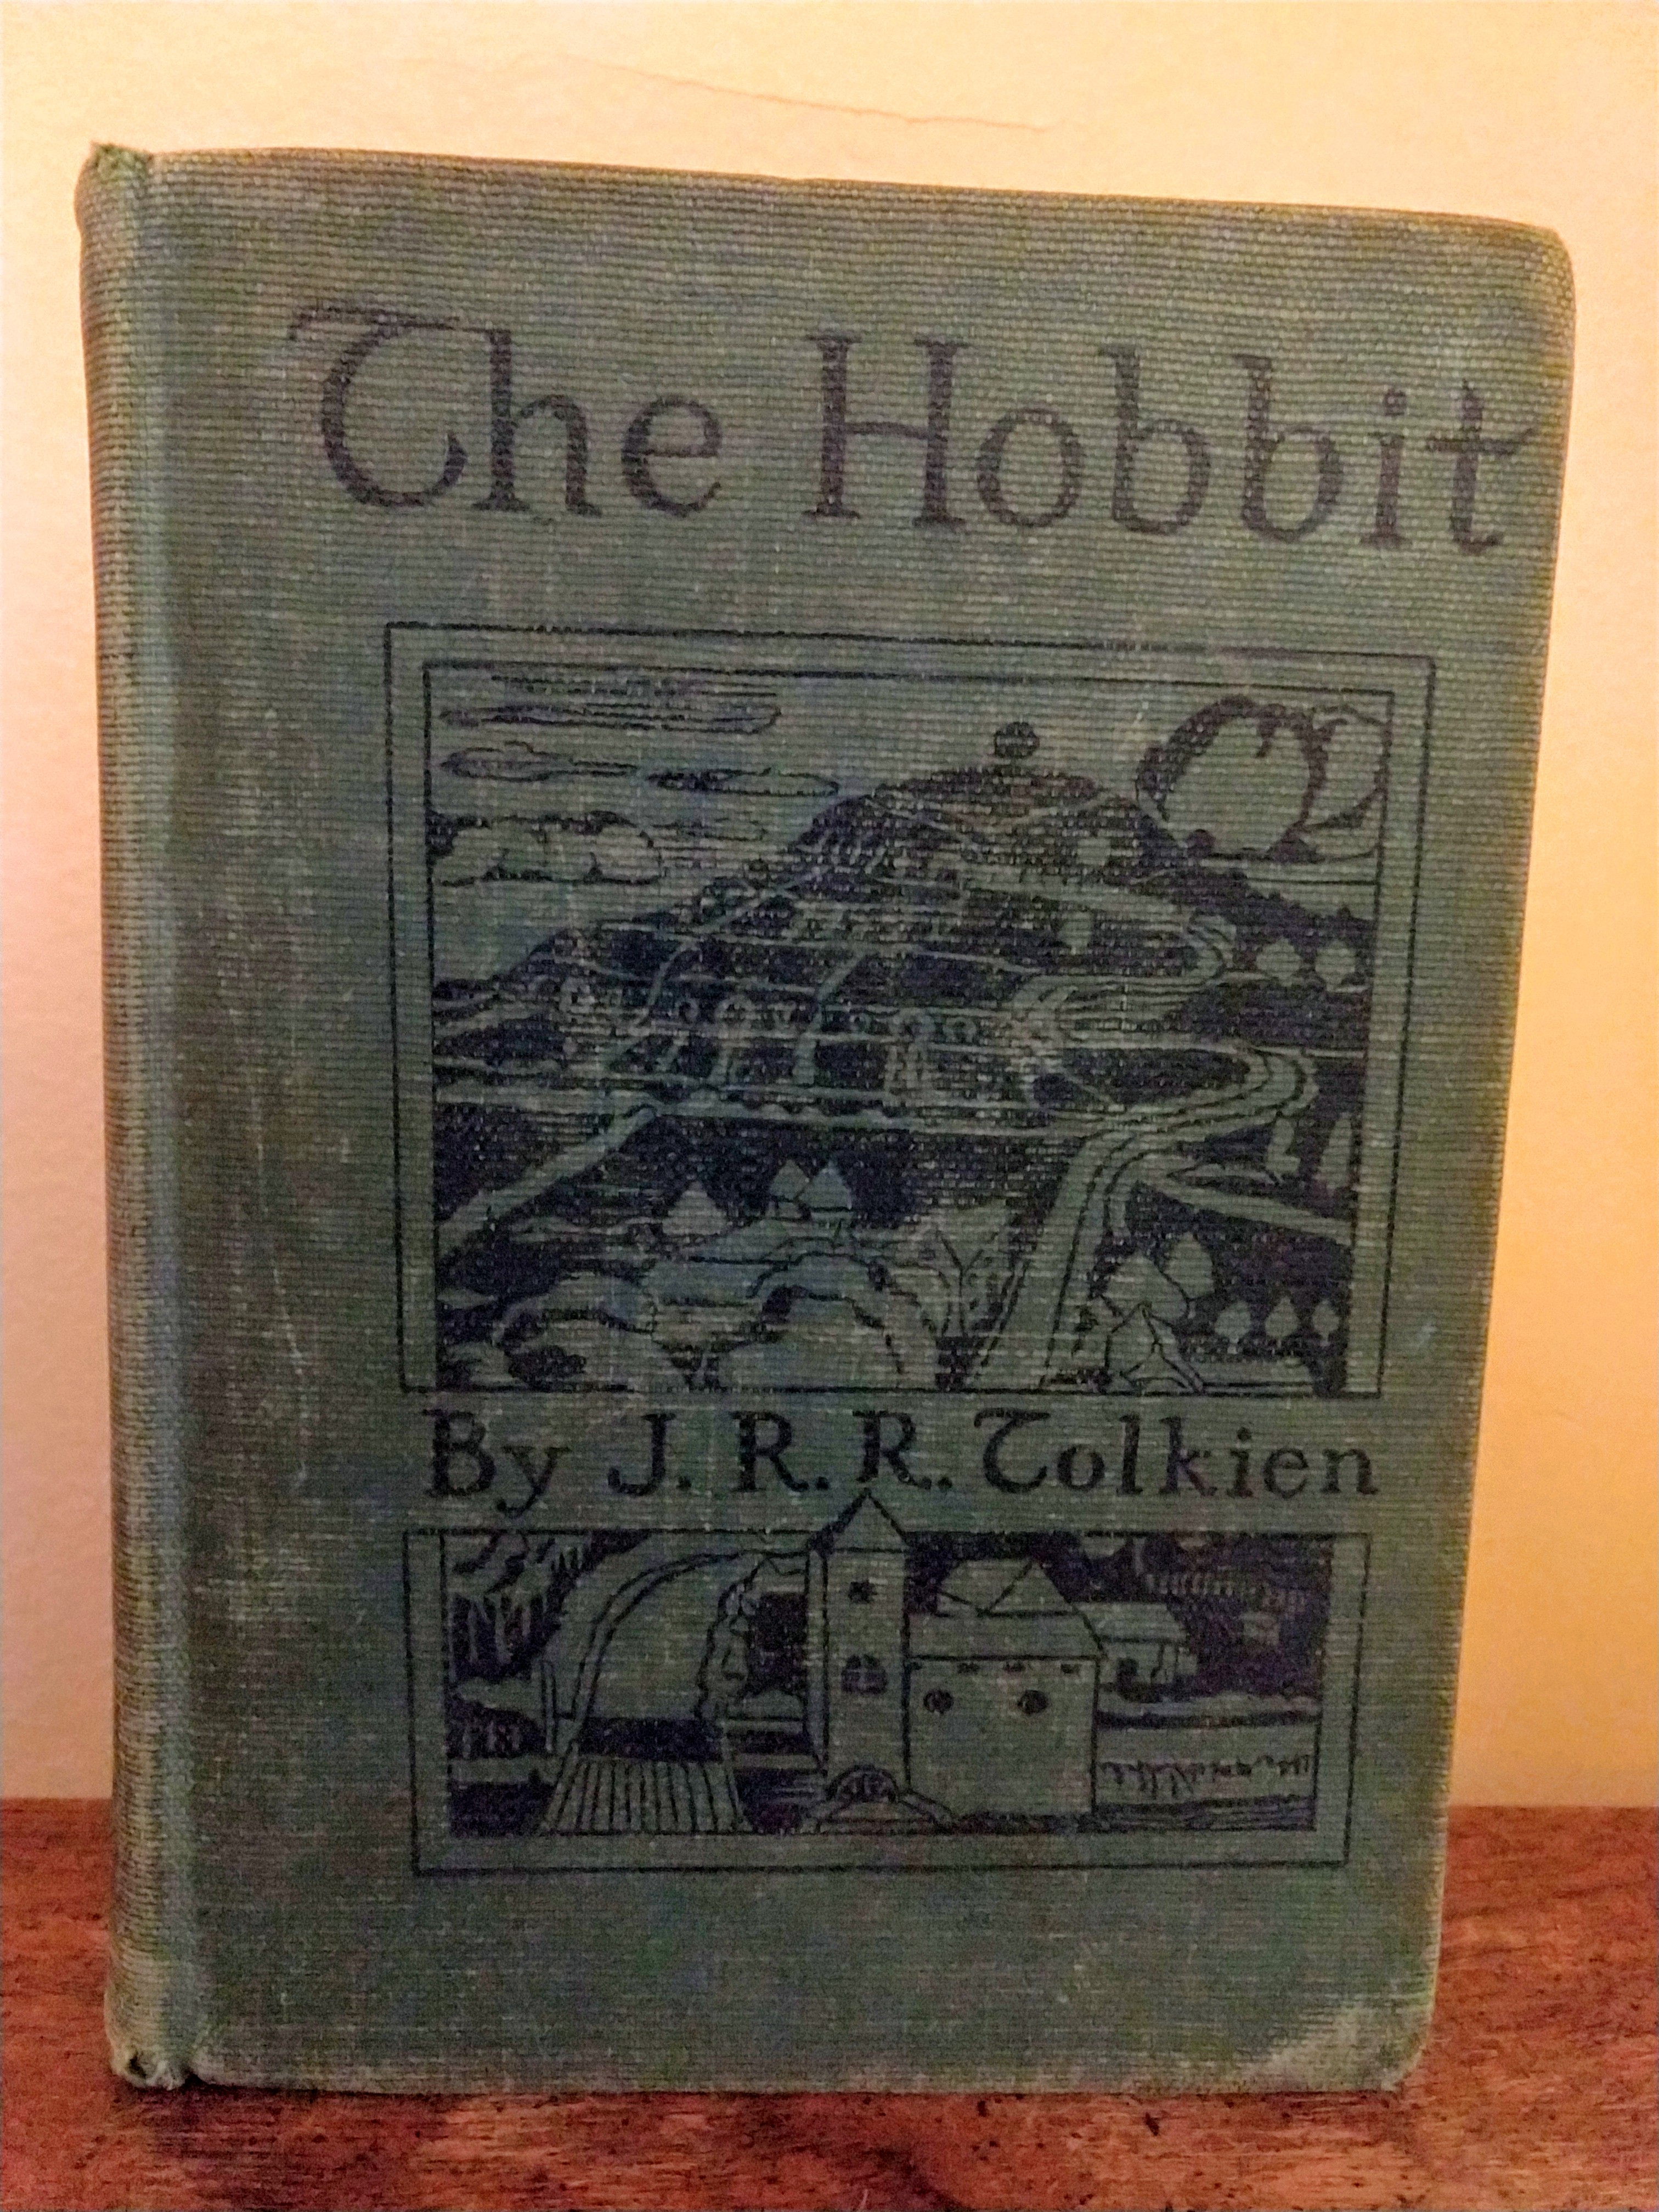 The Hobbit
By J. R. R. Tolkien